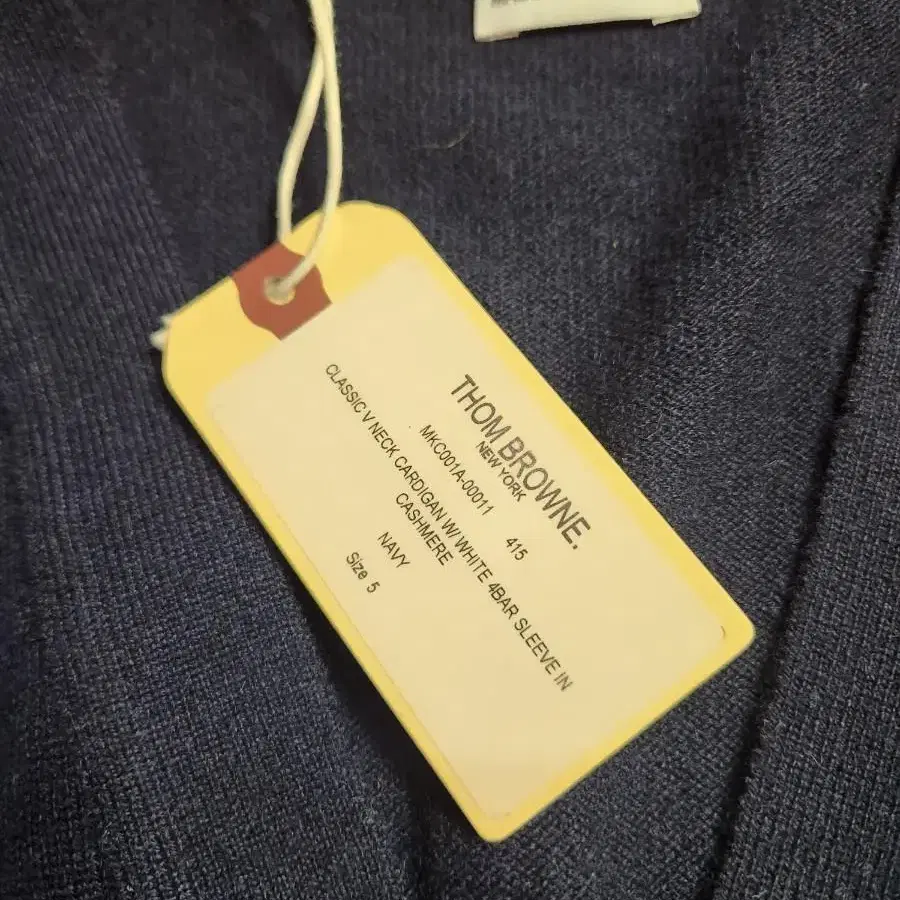 THOM BROWNE.
NEW YORK
MKC001A-00011 415
CLASSIC V NECK CARDIGAN W/ WHITE 4BAR SLEEVE IN
CASHMERE
NAVY
Size 5